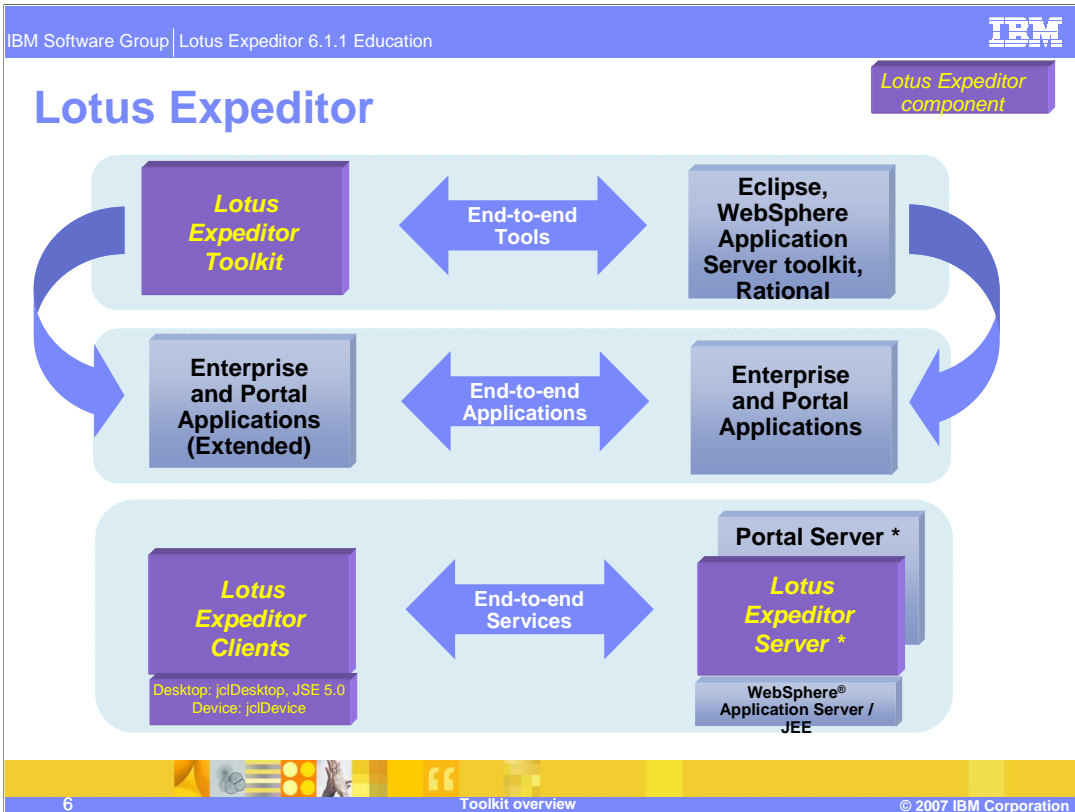 IBM Software Group | Lotus Expeditor 6.1.1 Education
IBM
Lotus Expeditor
Lotus Expeditor
component
Lotus
Expeditor
Toolkit
End-to-end
Tools
Eclipse,
WebSphere
Application
Server toolkit,
Rational
Enterprise
and Portal
Applications
(Extended)
End-to-end
Applications
Enterprise
and Portal
Applications
Lotus
Expeditor
Clients
Desktop: jclDesktop, JSE 5.0
Device: jclDevice
End-to-end
Services
Portal Server *
Lotus
Expeditor
Server *
WebSphere®
Application Server /
JEE
6
Toolkit overview
© 2007 IBM Corporation